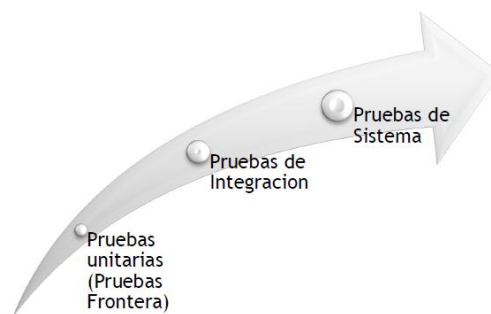 Pruebas de
Sistema
Pruebas de
Integracion
Pruebas
unitarias
(Pruebas
Frontera)